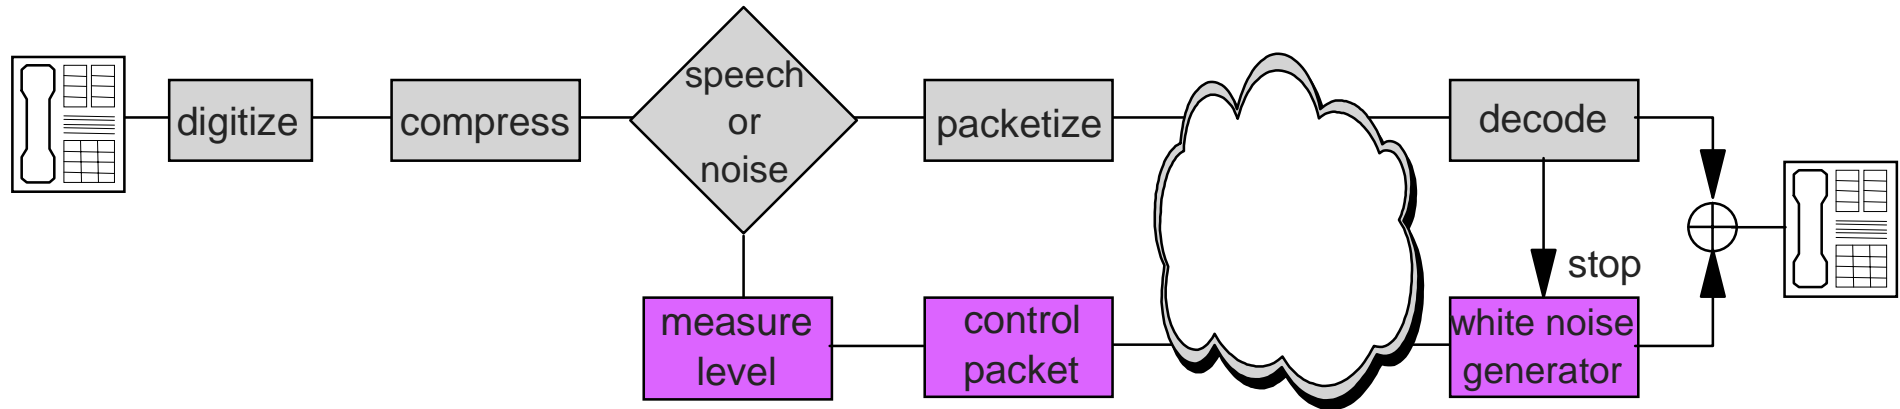 digitize
compress
speech
or
noise
packetize
decode
stop
measure
level
control
packet
white noise
generator